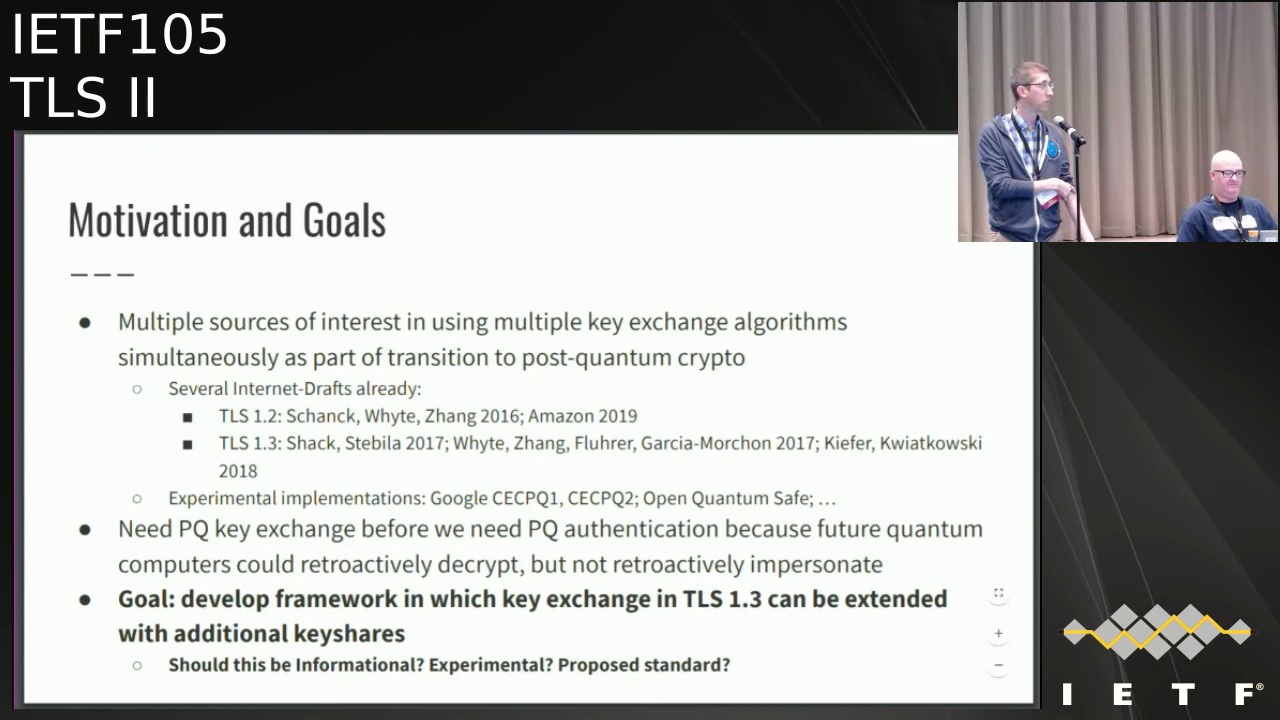 IETF105
TLS II
Motivation and Goals
Multiple sources of interest in using multiple key exchange algorithms
simultaneously as part of transition to post-quantum crypto
Several Internet-Drafts already:
TLS 1.2: Schanck, Whyte, Zhang 2016; Amazon 2019
TLS 1.3: Shack, Stebila 2017; Whyte, Zhang, Fluhrer, Garcia-Morchon 2017; Kiefer, Kwiatkowski
2018
Experimental implementations: Google CECPQ1, CECPQ2; Open Quantum Safe; …
Need PQ key exchange before we need PQ authentication because future quantum
computers could retroactively decrypt, but not retroactively impersonate
Goal: develop framework in which key exchange in TLS 1.3 can be extended
with additional keyshares
Should this be Informational? Experimental? Proposed standard?
I E T F®